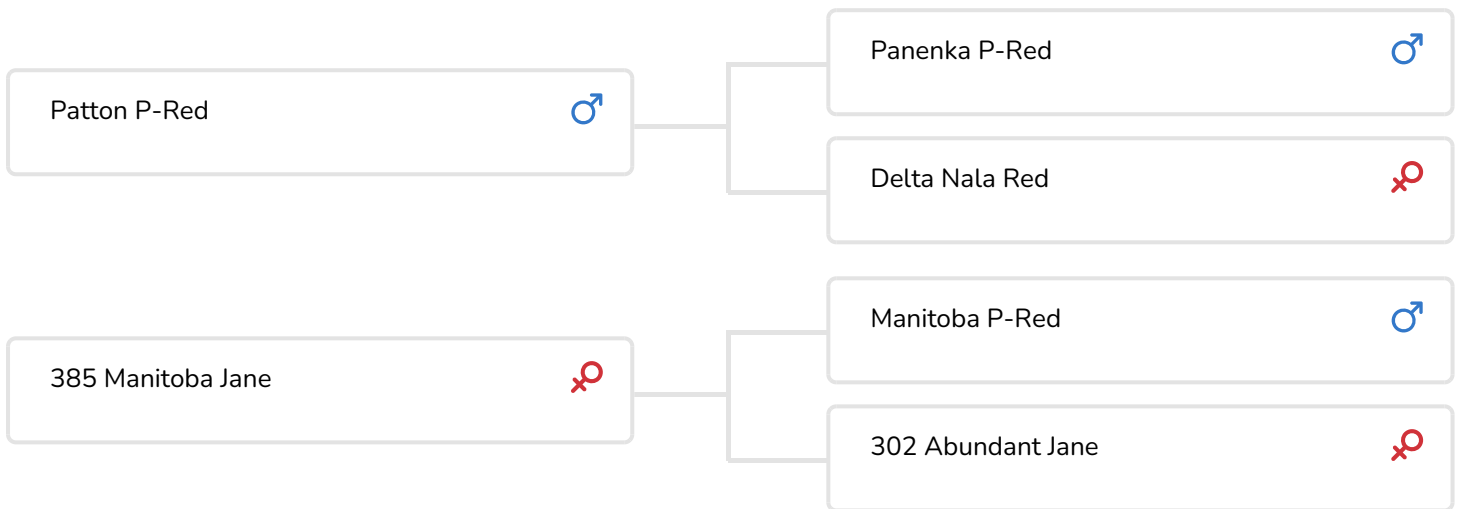 Panenka P-Red
Patton P-Red
Delta Nala Red
Manitoba P-Red
385 Manitoba Jane
302 Abundant Jane